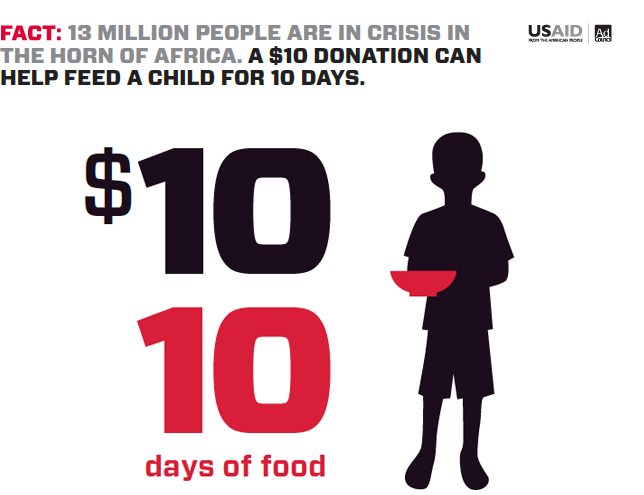 FACT: 13 MILLION PEOPLE ARE IN CRISIS IN
THE HORN OF AFRICA. A $10 DONATION CAN
HELP FEED A CHILD FOR 10 DAYS.
USAID
FROM THE AMERICAN PEOPLE
Ad
Council
$10
10
days of food